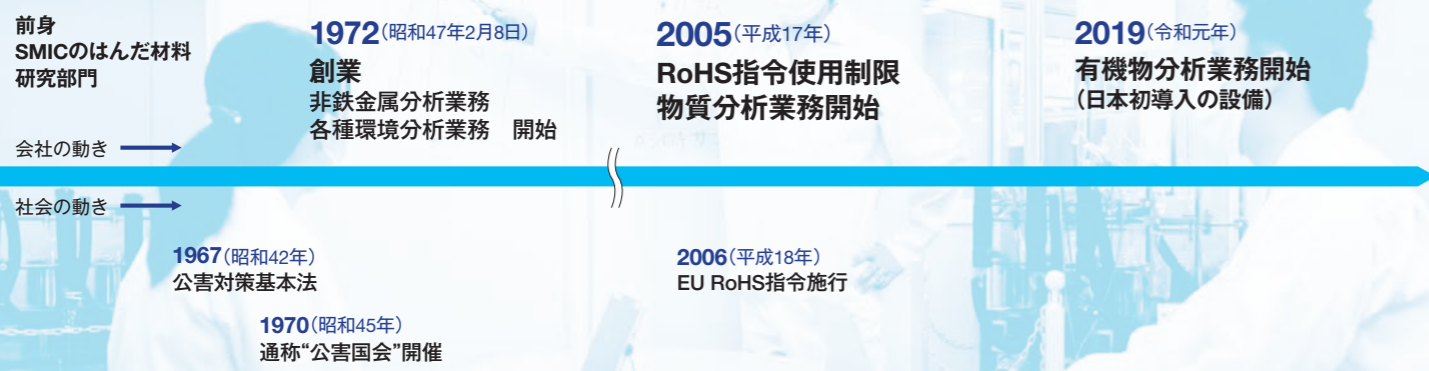 前身
SMICのはんだ材料
研究部門
1972(昭和47年2月8日)
創業
非鉄金属分析業務
各種環境分析業務　開始
2005(平成17年)
RoHS指令使用制限
物質分析業務開始
2019(令和元年)
有機物分析業務開始
(日本初導入の設備)
会社の動き
社会の動き
1967(昭和42年)
公害対策基本法
1970(昭和45年)
通称“公害国会”開催
2006(平成18年)
EU RoHS指令施行